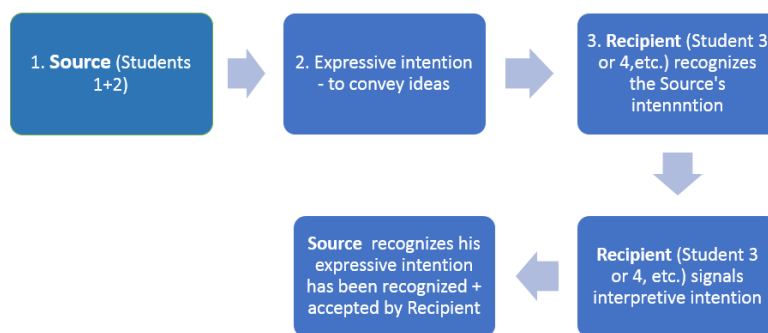 1. Source (Students
1+2)
2. Expressive intention
- to convey ideas
3. Recipient (Student 3
or 4,etc.) recognizes
the Source's
intennntion
Recipient (Student 3
or 4, etc.) signals
interpretive intention
Source recognizes his
expressive intention
has been recognized +
accepted by Recipient